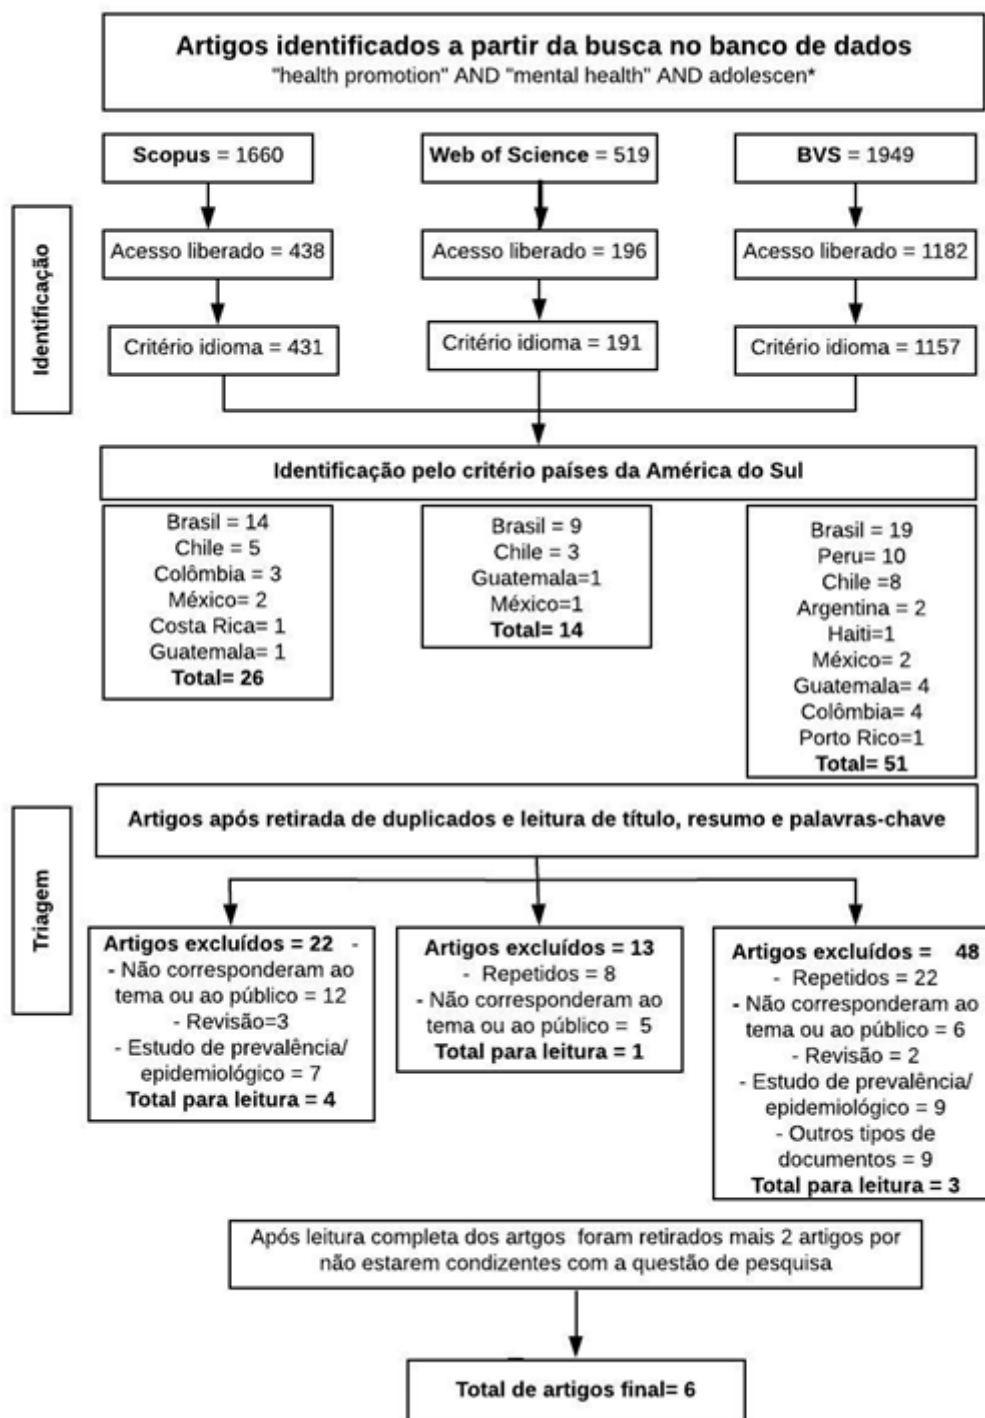 Artigos identificados a partir da busca no banco de dados
"health promotion" AND "mental health" AND adolescen*
Scopus = 1660
Web of Science = 519
BVS = 1949
Identificação
Acesso liberado = 438
Acesso liberado = 196
Acesso liberado = 1182
Critério idioma = 431
Critério idioma = 191
Critério idioma = 1157
Identificação pelo critério países da América do Sul
Brasil = 14
Chile = 5
Colômbia = 3
México= 2
Costa Rica= 1
Guatemala= 1
Total= 26
Brasil = 9
Chile = 3
Guatemala=1
México=1
Total= 14
Brasil = 19
Peru= 10
Chile =8
Argentina = 2
Haiti=1
México= 2
Guatemala= 4
Colômbia= 4
Porto Rico=1
Total= 51
Triagem
Artigos após retirada de duplicados e leitura de título, resumo e palavras-chave
Artigos excluídos = 22 -
- Não corresponderam ao
tema ou ao público = 12
- Revisão=3
- Estudo de prevalência/
epidemiológico = 7
Total para leitura = 4
Artigos excluídos = 13
- Repetidos = 8
- Não corresponderam ao
tema ou ao público = 5
Total para leitura = 1
Artigos excluídos = 48
- Repetidos = 22
- Não corresponderam ao
tema ou ao público = 6
- Revisão = 2
- Estudo de prevalência/
epidemiológico = 9
- Outros tipos de
documentos = 9
Total para leitura = 3
Após leitura completa dos artgos foram retirados mais 2 artigos por
não estarem condizentes com a questão de pesquisa
Total de artigos final= 6